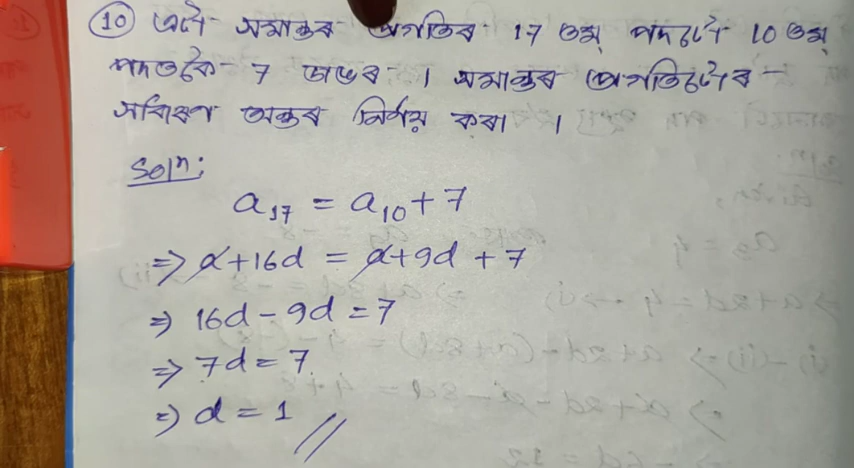 ⑩ এটা সমান্তৰ প্ৰগতিৰ 17 তম্ পদটো 10 তম্
পদতকৈ 7 ডাঙৰ । সমান্তৰ প্ৰগতিটোৰ
সাধাৰণ অন্তৰ নিৰ্ণয় কৰা ।
Solⁿ:
a₁₇ = a₁₀ + 7
⇒ a + 16d = a + 9d + 7
⇒ 16d - 9d = 7
⇒ 7d = 7
⇒ d = 1 //